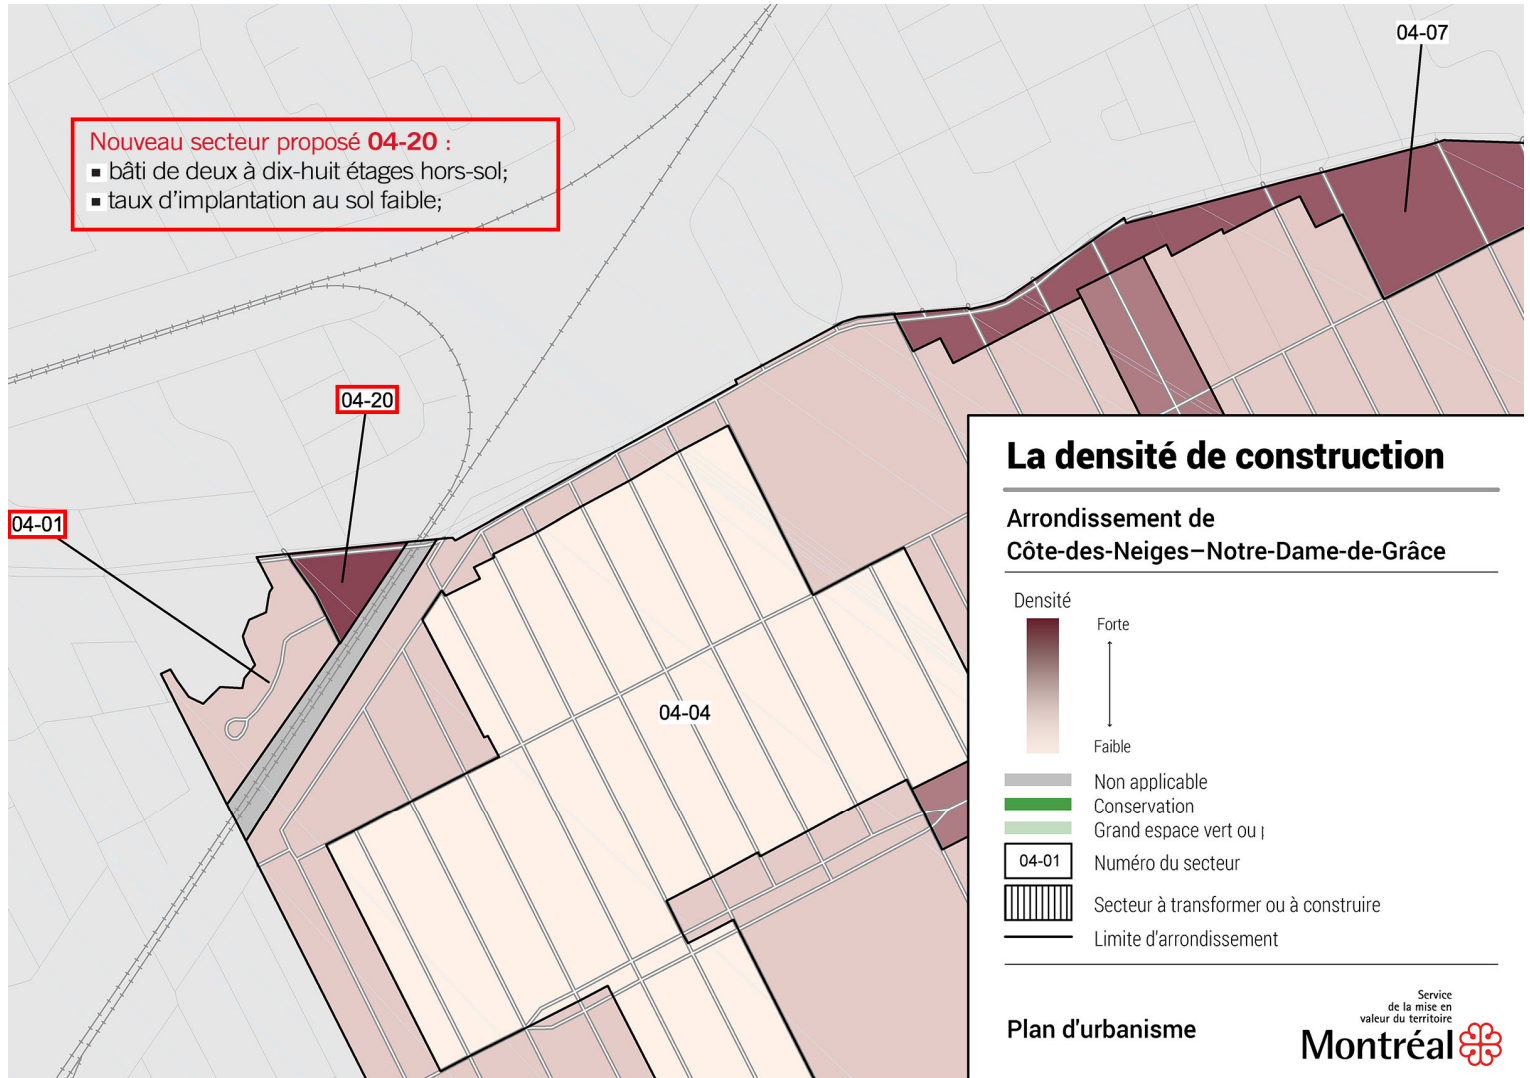 04-07
Nouveau secteur proposé 04-20 :
▪ bâti de deux à dix-huit étages hors-sol;
▪ taux d'implantation au sol faible;
04-20
04-01
04-04
La densité de construction
Arrondissement de
Côte-des-Neiges–Notre-Dame-de-Grâce
Densité
Forte
Faible
Non applicable
Conservation
Grand espace vert ou
04-01 Numéro du secteur
Secteur à transformer ou à construire
Limite d'arrondissement
Plan d'urbanisme
Service
de la mise en
valeur du territoire
Montréal